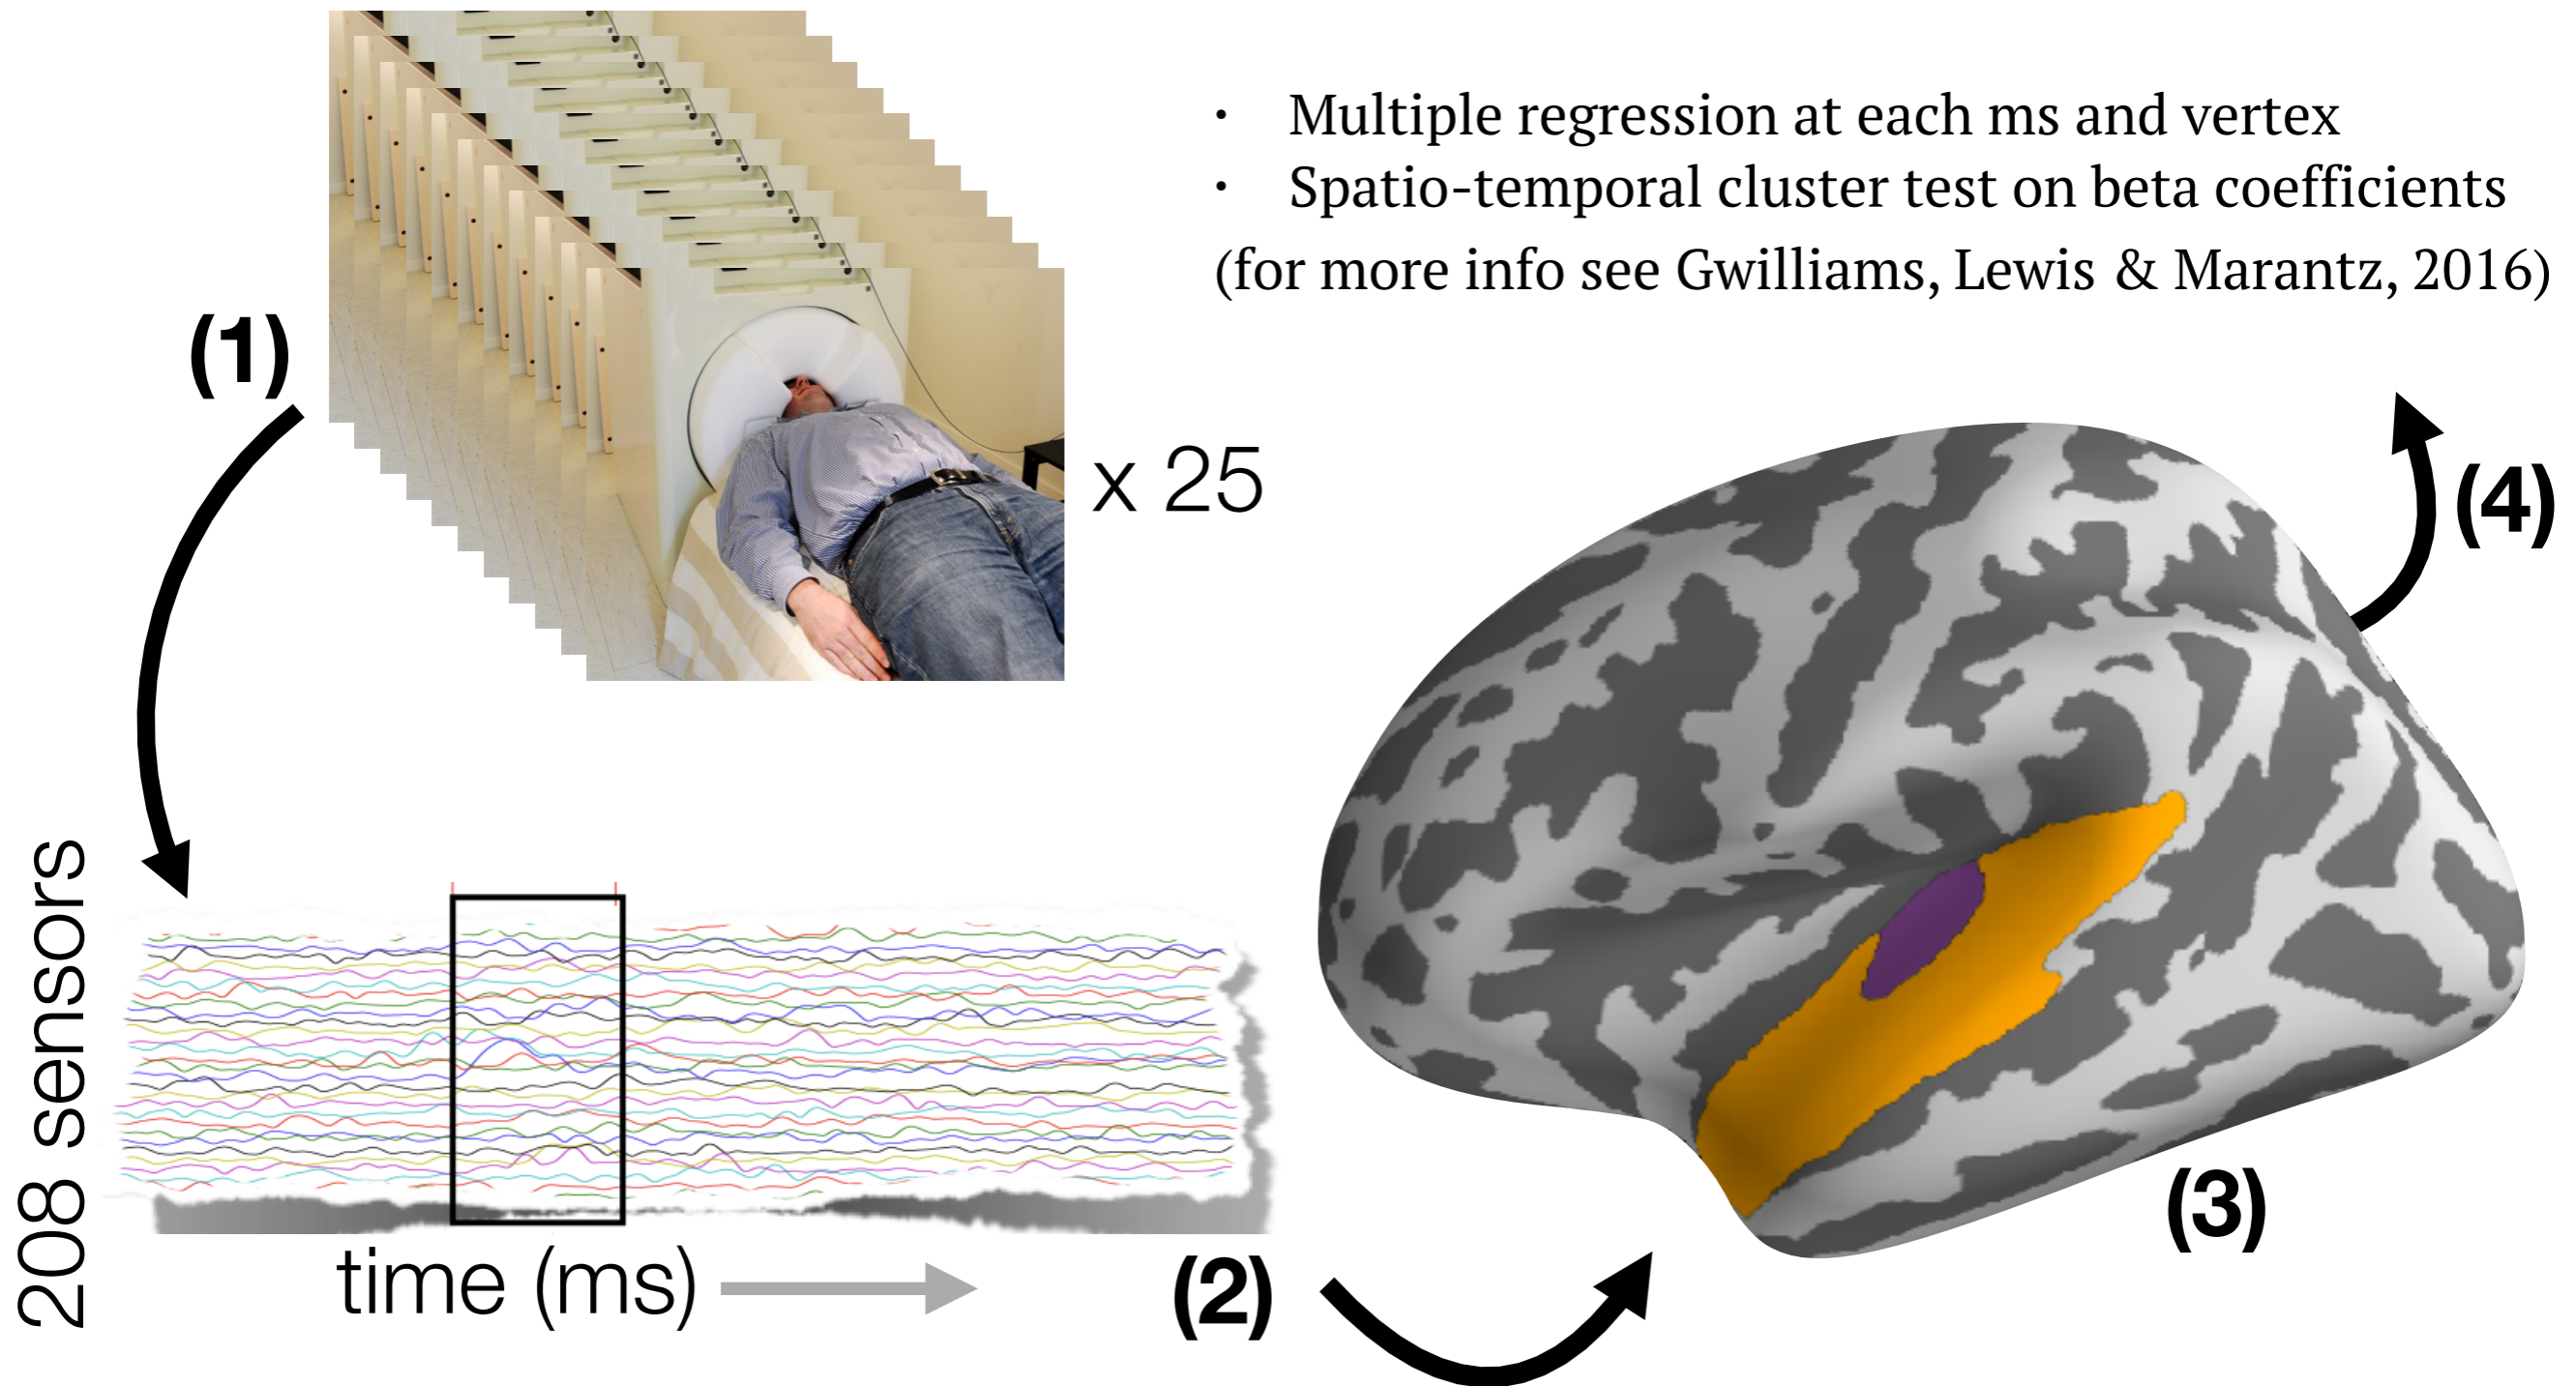 · Multiple regression at each ms and vertex
· Spatio-temporal cluster test on beta coefficients
(for more info see Gwilliams, Lewis & Marantz, 2016)
(1)
x 25
(4)
208 sensors
time (ms)
(2)
(3)